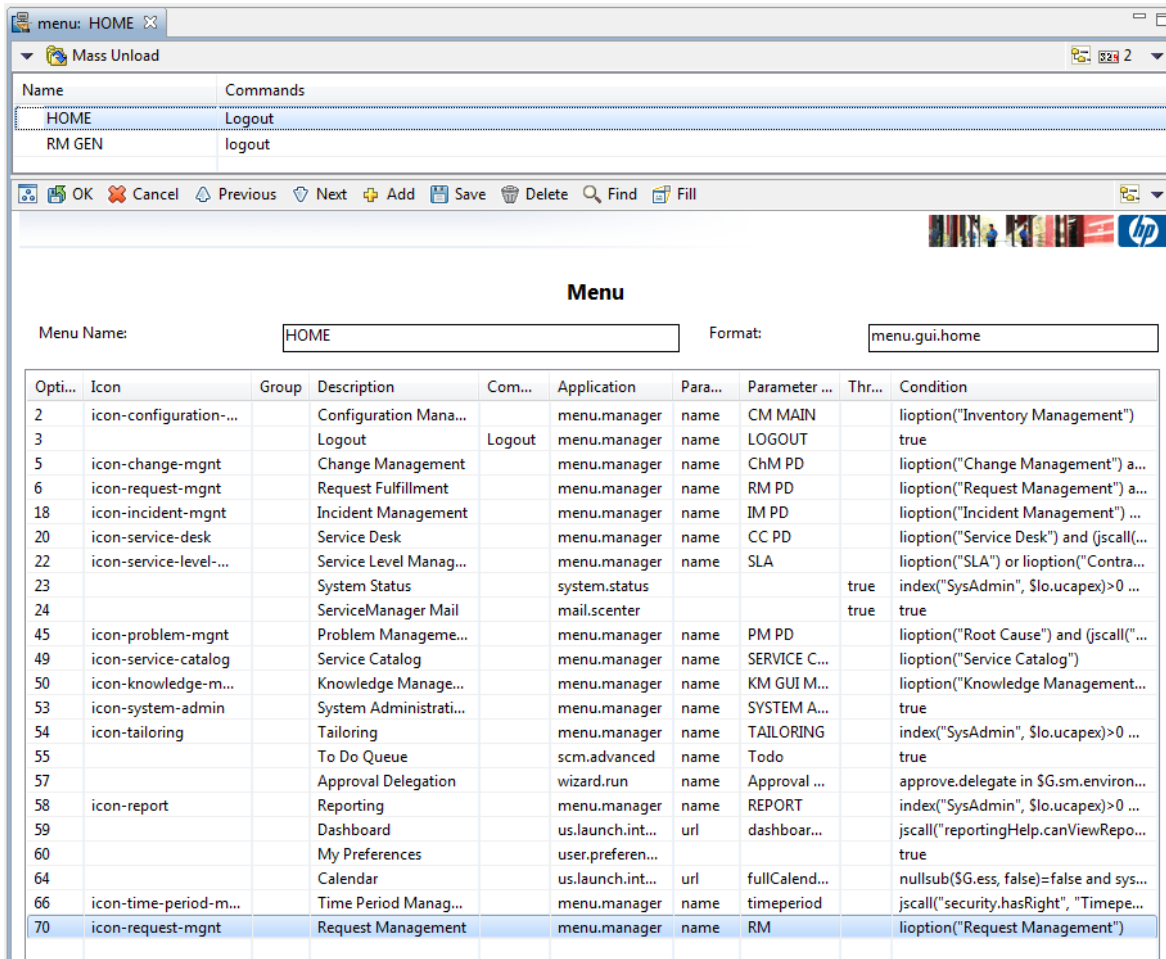 menu: HOME
Mass Unload 2
Name Commands
HOME Logout
RM GEN logout
OK Cancel Previous Next Add Save Delete Find Fill
hp
Menu
Menu Name: HOME Format: menu.gui.home
Opti... Icon Group Description Com... Application Para... Parameter ... Thr... Condition
2 icon-configuration-... Configuration Mana... menu.manager name CM MAIN lioption("Inventory Management")
3 Logout Logout menu.manager name LOGOUT true
5 icon-change-mgnt Change Management menu.manager name ChM PD lioption("Change Management") a...
6 icon-request-mgnt Request Fulfillment menu.manager name RM PD lioption("Request Management") a...
18 icon-incident-mgnt Incident Management menu.manager name IM PD lioption("Incident Management") ...
20 icon-service-desk Service Desk menu.manager name CC PD lioption("Service Desk") and (jscall(...
22 icon-service-level-... Service Level Manag... menu.manager name SLA lioption("SLA") or lioption("Contra...
23 System Status system.status true index("SysAdmin", $lo.ucapex)>0 ...
24 ServiceManager Mail mail.scenter true true
45 icon-problem-mgnt Problem Manageme... menu.manager name PM PD lioption("Root Cause") and (jscall("...
49 icon-service-catalog Service Catalog menu.manager name SERVICE C... lioption("Service Catalog")
50 icon-knowledge-m... Knowledge Manage... menu.manager name KM GUI M... lioption("Knowledge Management...
53 icon-system-admin System Administrati... menu.manager name SYSTEM A... true
54 icon-tailoring Tailoring menu.manager name TAILORING index("SysAdmin", $lo.ucapex)>0 ...
55 To Do Queue scm.advanced name Todo true
57 Approval Delegation wizard.run name Approval ... approve.delegate in $G.sm.environ...
58 icon-report Reporting menu.manager name REPORT index("SysAdmin", $lo.ucapex)>0 ...
59 Dashboard us.launch.int... url dashboar... jscall("reportingHelp.canViewRepo...
60 My Preferences user.preferen... true
64 Calendar us.launch.int... url fullCalend... nullsub($G.ess, false)=false and sys...
66 icon-time-period-m... Time Period Manag... menu.manager name timeperiod jscall("security.hasRight", "Timepe...
70 icon-request-mgnt Request Management menu.manager name RM lioption("Request Management")